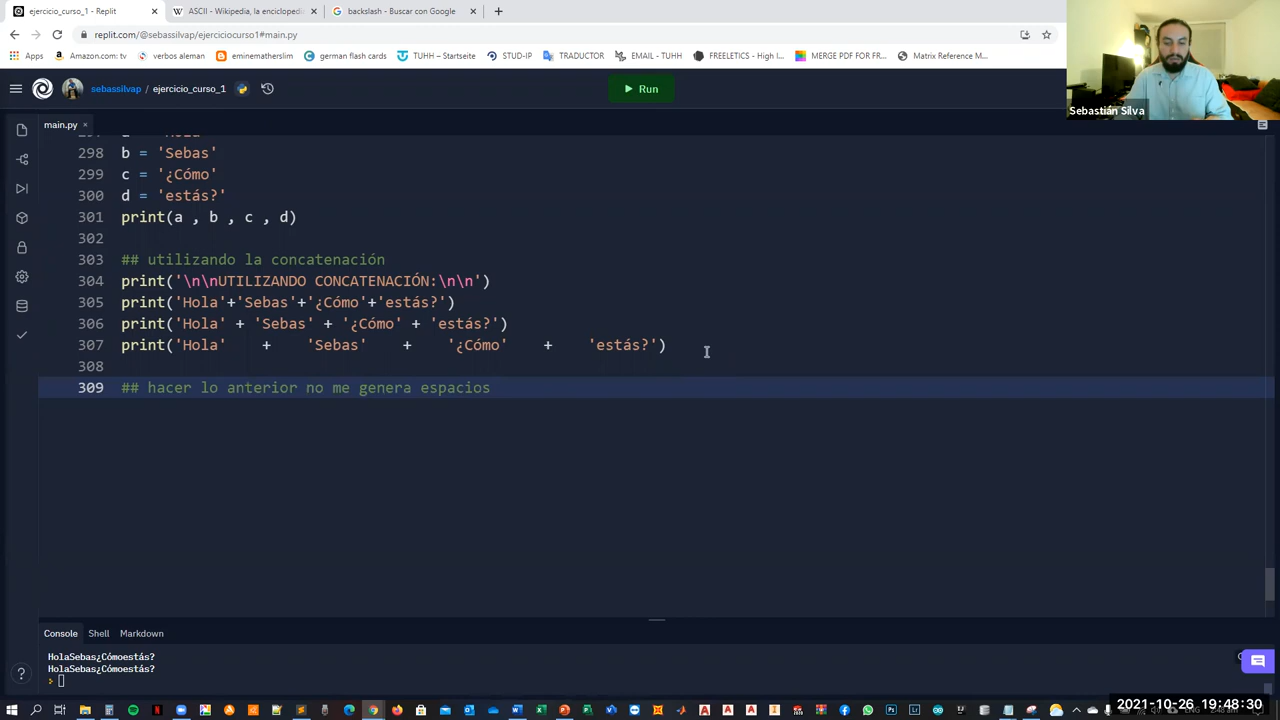 ejercicio_curso_1 - Replit
ASCII - Wikipedia, la enciclopedi
backslash - Buscar con Google
replit.com/@sebassilvap/ejerciciocurso1#main.py
Apps
Amazon.com: tv
verbos aleman
eninematherslim
german flash cards
TUHH – Startseite
STUD-IP
TRADUCTOR
EMAIL - TUHH
FREELETICS - High I...
MERGE PDF FOR FR...
Matrix Reference M...
Sebastián Silva
sebassilvap / ejercicio_curso_1
Run
main.py
298 b = 'Sebas'
299 c = '¿Cómo'
300 d = 'estás?'
301 print(a , b , c , d)
302
303 ## utilizando la concatenación
304 print('\n\nUTILIZANDO CONCATENACIÓN:\n\n')
305 print('Hola'+'Sebas'+'¿Cómo'+'estás?')
306 print('Hola' + 'Sebas' + '¿Cómo' + 'estás?')
307 print('Hola' + 'Sebas' + '¿Cómo' + 'estás?')
308
309 ## hacer lo anterior no me genera espacios
Console Shell Markdown
HolaSebas¿Cómoestás?
HolaSebas¿Cómoestás?
2021-10-26 19:48:30